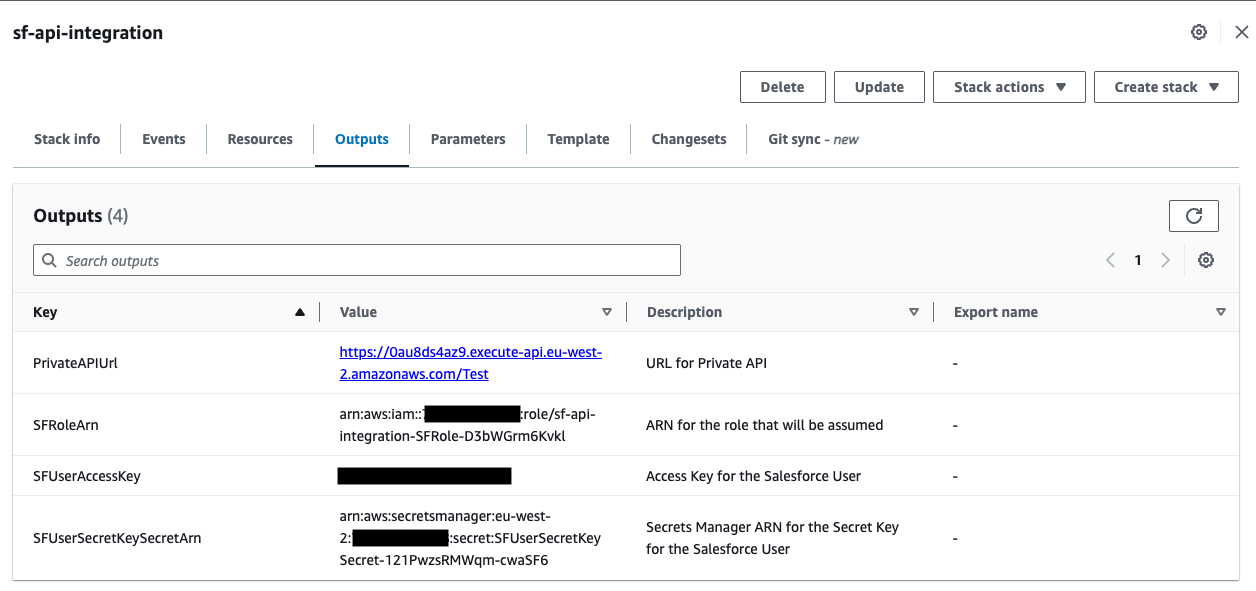 sf-api-integration
Delete
Update
Stack actions
Create stack
Stack info
Events
Resources
Outputs
Parameters
Template
Changesets
Git sync - new
Outputs (4)
Search outputs
1
Key
Value
Description
Export name
PrivateAPIUrl
https://0au8ds4az9.execute-api.eu-west-
2.amazonaws.com/Test
URL for Private API
-
SFRoleArn
arn:aws:iam:: :role/sf-api-
integration-SFRole-D3bWGrm6Kvkl
ARN for the role that will be assumed
-
SFUserAccessKey
Access Key for the Salesforce User
-
SFUserSecretKeySecretArn
arn:aws:secretsmanager:eu-west-
2: :secret:SFUserSecretKey
Secret-121PwzsRMWqm-cwaSF6
Secrets Manager ARN for the Secret Key
for the Salesforce User
-